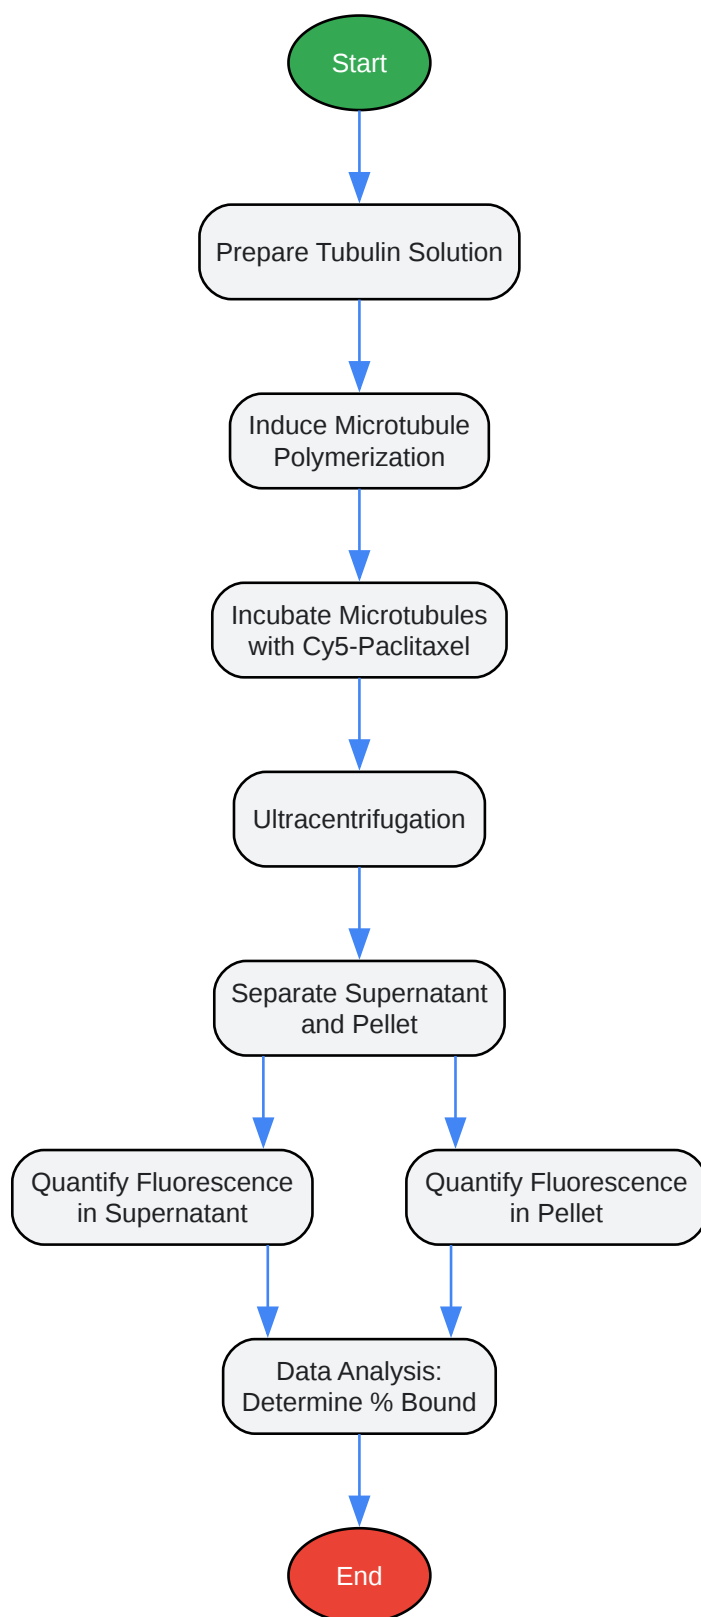 Start
Prepare Tubulin Solution
Induce Microtubule
Polymerization
Incubate Microtubules
with Cy5-Paclitaxel
Ultracentrifugation
Separate Supernatant
and Pellet
Quantify Fluorescence
in Supernatant
Quantify Fluorescence
in Pellet
Data Analysis:
Determine % Bound
End